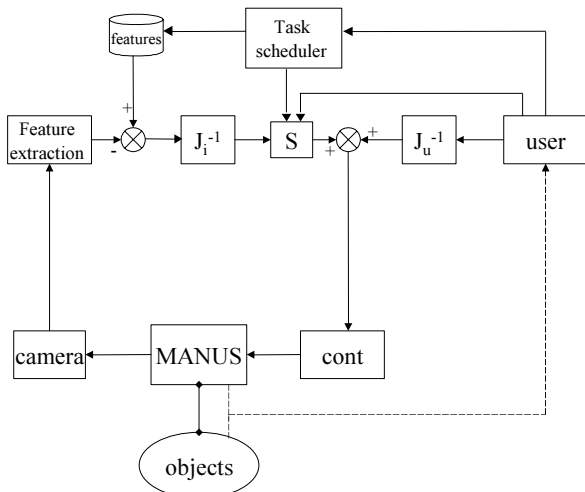 features
Task
scheduler
+
Feature
extraction
-
J_i^-1
S
+
+
J_u^-1
user
camera
MANUS
cont
objects